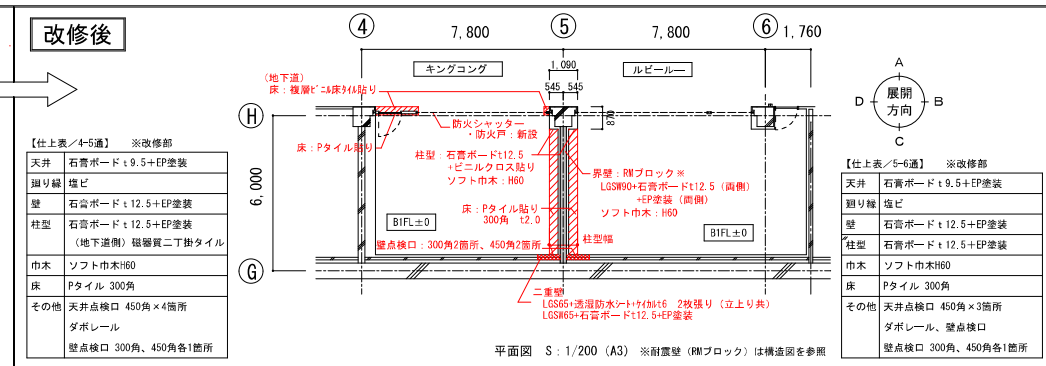 改修後
④ ⑤ ⑥
7,800 7,800 1,760
キングコング
1,090
ルビール―
545 545
870
(地下道)
床：複層ﾋﾞﾆﾙ床ﾀｲﾙ貼り
Ⓗ
防火シャッター
・防火戸：新設
床：Pタイル貼り
柱型：石膏ボードt12.5
+ビニルクロス貼り
ソフト巾木：H60
界壁：RMブロック※
LGSW90+石膏ボードt12.5（両側）
+EP塗装（両側）
ソフト巾木：H60
6,000
床：Pタイル貼り
300角 t2.0
B1FL±0
B1FL±0
柱型幅
壁点検口：300角2箇所、450角2箇所
Ⓖ
二重壁
LGS65+透湿防水ｼｰﾄ+ｹｲｶﾙt6 2枚張り（立上り共）
LGSW65+石膏ボードt12.5+EP塗装
平面図 S：1/200（A3） ※耐震壁（RMブロック）は構造図を参照
A
D 展開 B
方向
C
【仕上表／4-5通】 ※改修部
天井 石膏ボードｔ9.5+EP塗装
廻り縁 塩ビ
壁 石膏ボードｔ12.5+EP塗装
柱型 石膏ボードｔ12.5+EP塗装
（地下道側）磁器質二丁掛タイル
巾木 ソフト巾木H60
床 Pタイル 300角
その他 天井点検口 450角×4箇所
ダボレール
壁点検口 300角、450角各1箇所
【仕上表／5-6通】 ※改修部
天井 石膏ボードｔ9.5+EP塗装
廻り縁 塩ビ
壁 石膏ボードｔ12.5+EP塗装
柱型 石膏ボードｔ12.5+EP塗装
巾木 ソフト巾木H60
床 Pタイル 300角
その他 天井点検口 450角×3箇所
ダボレール、壁点検口
壁点検口 300角、450角各1箇所